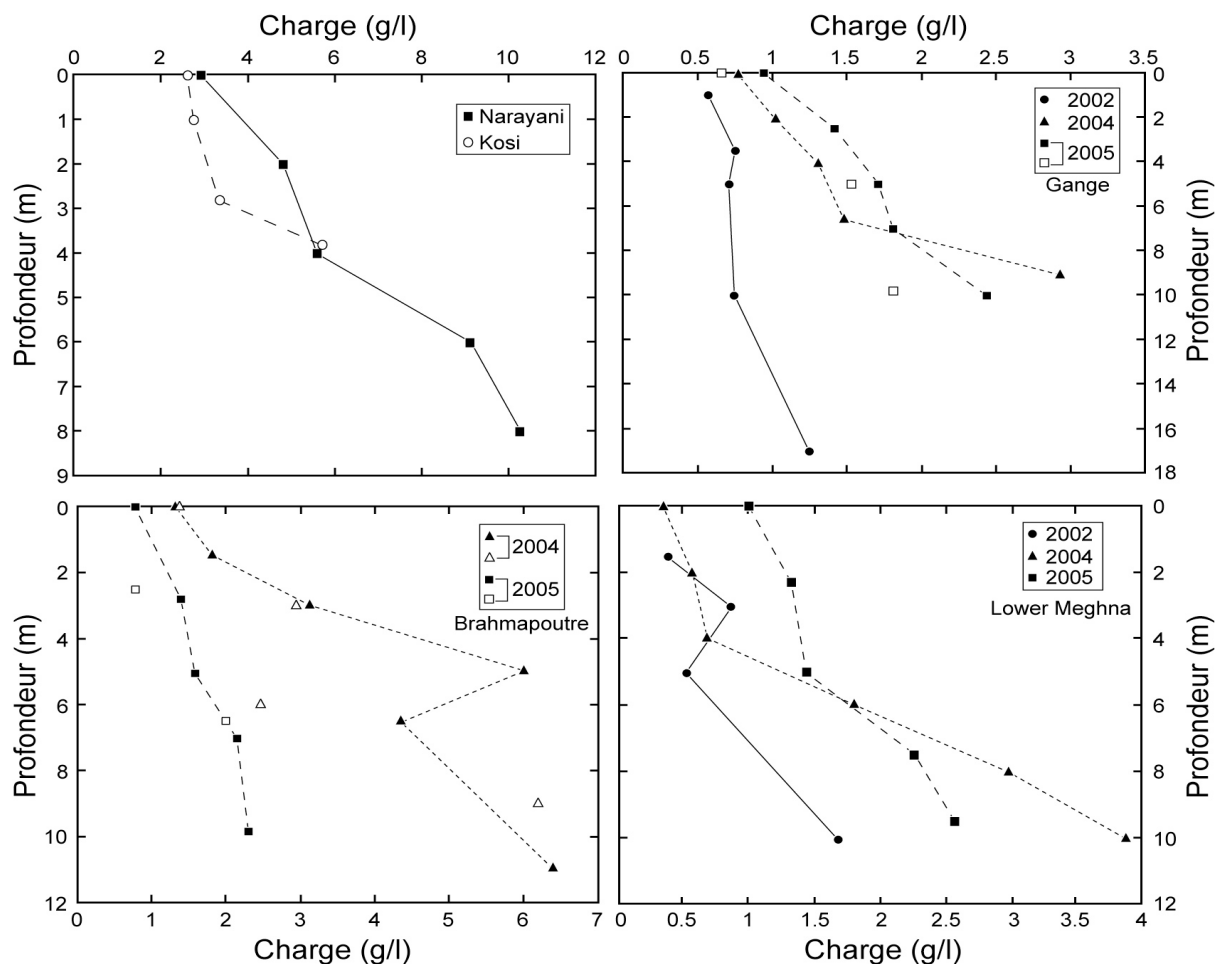 Charge (g/l)
0 2 4 6 8 10 12
Profondeur (m)
0
1
2
3
4
5
6
7
8
9
Narayani
Kosi
Charge (g/l)
0 0.5 1 1.5 2 2.5 3 3.5
0
2
4
6
8
10
12
14
16
18
Profondeur (m)
2002
2004
2005
Gange
Profondeur (m)
0
2
4
6
8
10
12
2004
2005
Brahmapoutre
0 1 2 3 4 5 6 7
Charge (g/l)
2002
2004
2005
Lower Meghna
0
2
4
6
8
10
12
Profondeur (m)
0 0.5 1 1.5 2 2.5 3 3.5 4
Charge (g/l)